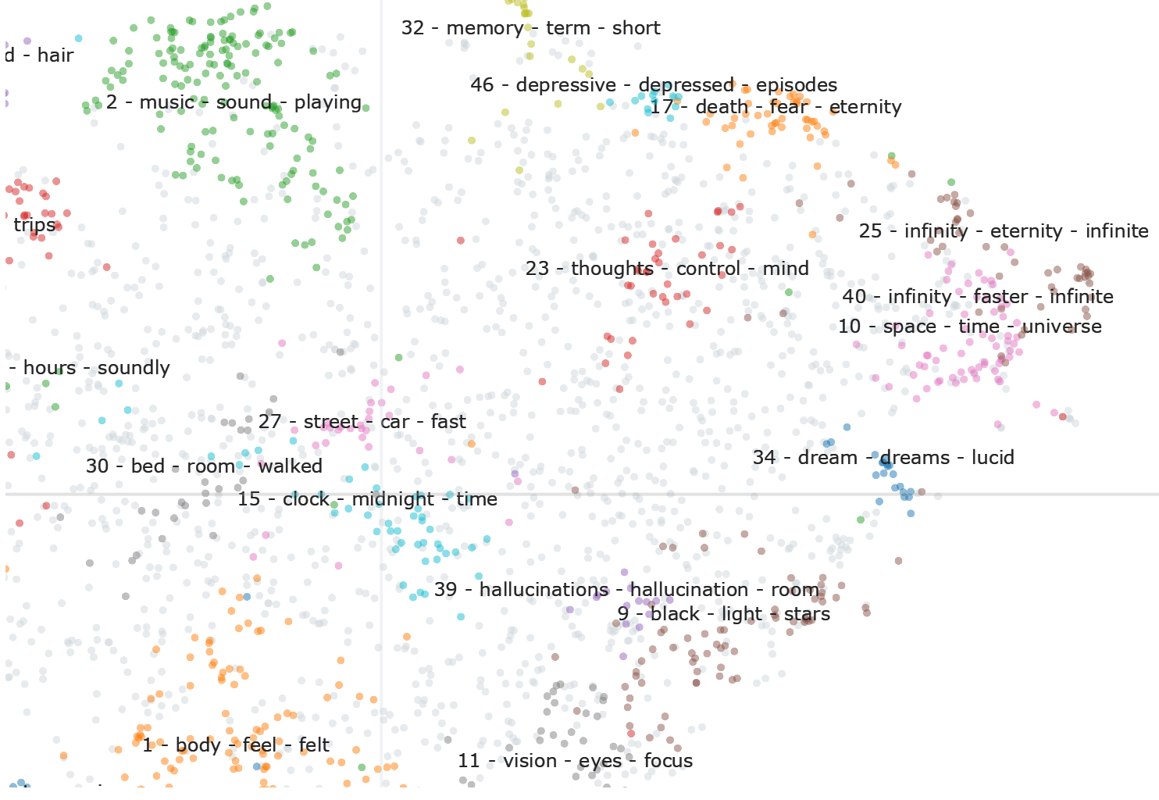 32 - memory - term - short
d - hair
46 - depressive - depressed - episodes
2 - music - sound - playing
17 - death - fear - eternity
trips
25 - infinity - eternity - infinite
23 - thoughts - control - mind
40 - infinity - faster - infinite
10 - space - time - universe
- hours - soundly
27 - street - car - fast
34 - dream - dreams - lucid
30 - bed - room - walked
15 - clock - midnight - time
39 - hallucinations - hallucination - room
9 - black - light - stars
1 - body - feel - felt
11 - vision - eyes - focus